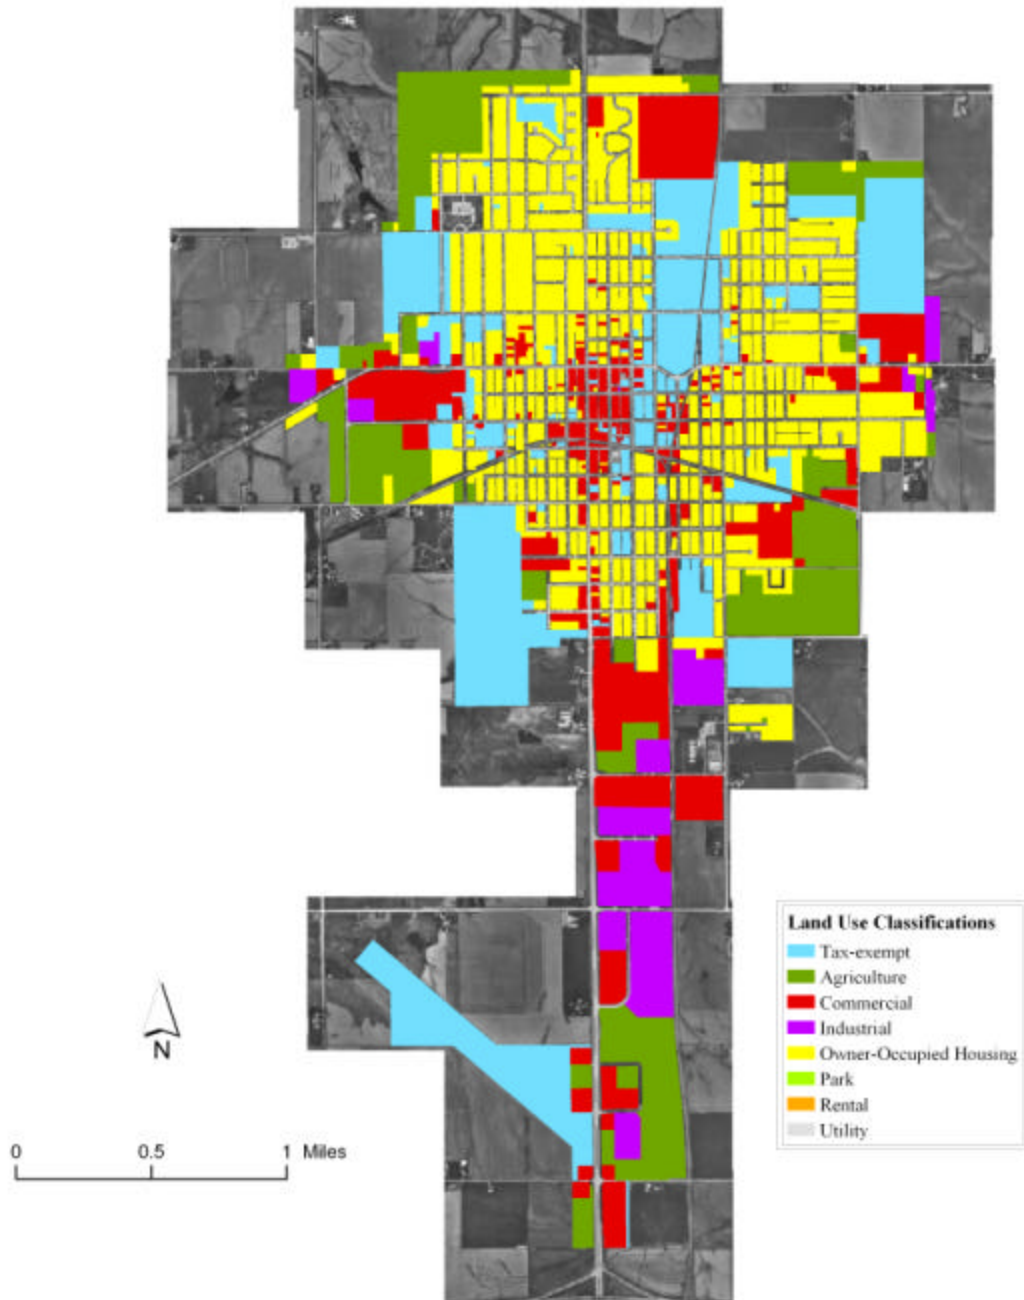 Land Use Classifications
Tax-exempt
Agriculture
Commercial
Industrial
Owner-Occupied Housing
Park
Rental
Utility
N
0 0.5 1 Miles